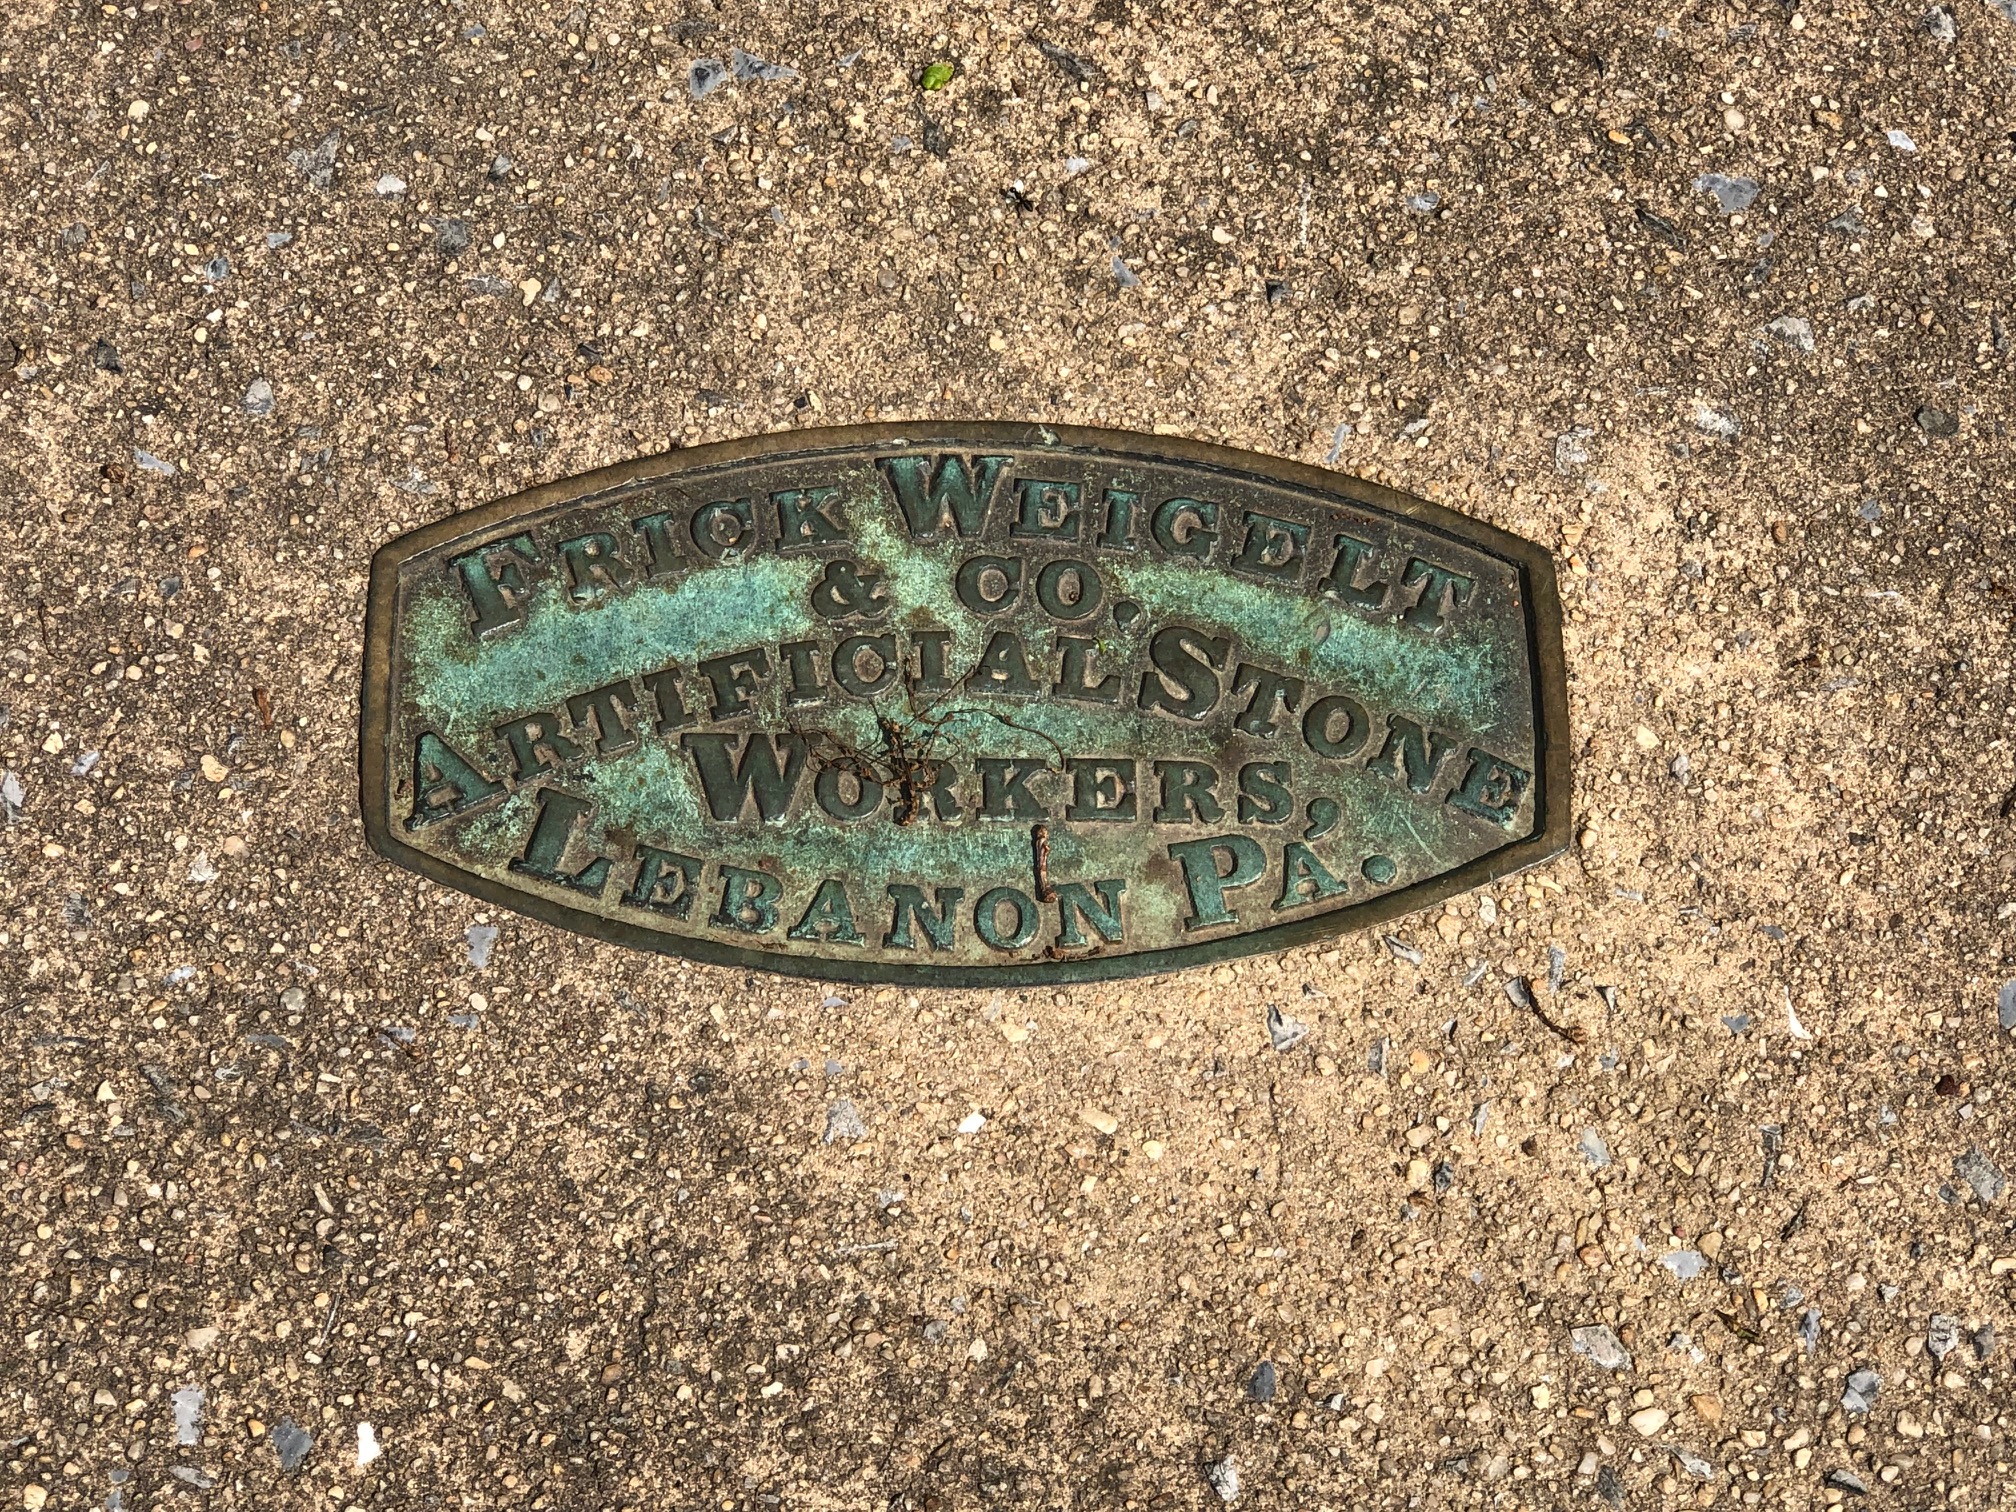 FRICK WEIGELT
& CO.
ARTIFICIAL STONE
WORKERS,
LEBANON PA.